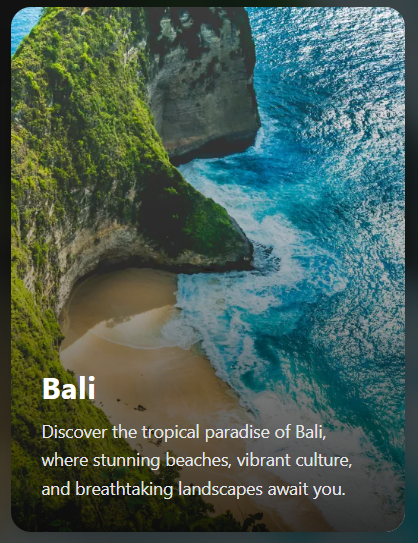 Bali
Discover the tropical paradise of Bali,
where stunning beaches, vibrant culture,
and breathtaking landscapes await you.